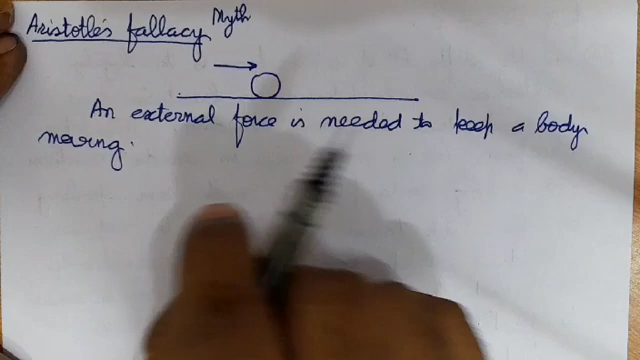 Aristotle's fallacy Myth
An external force is needed to keep a body
moving.